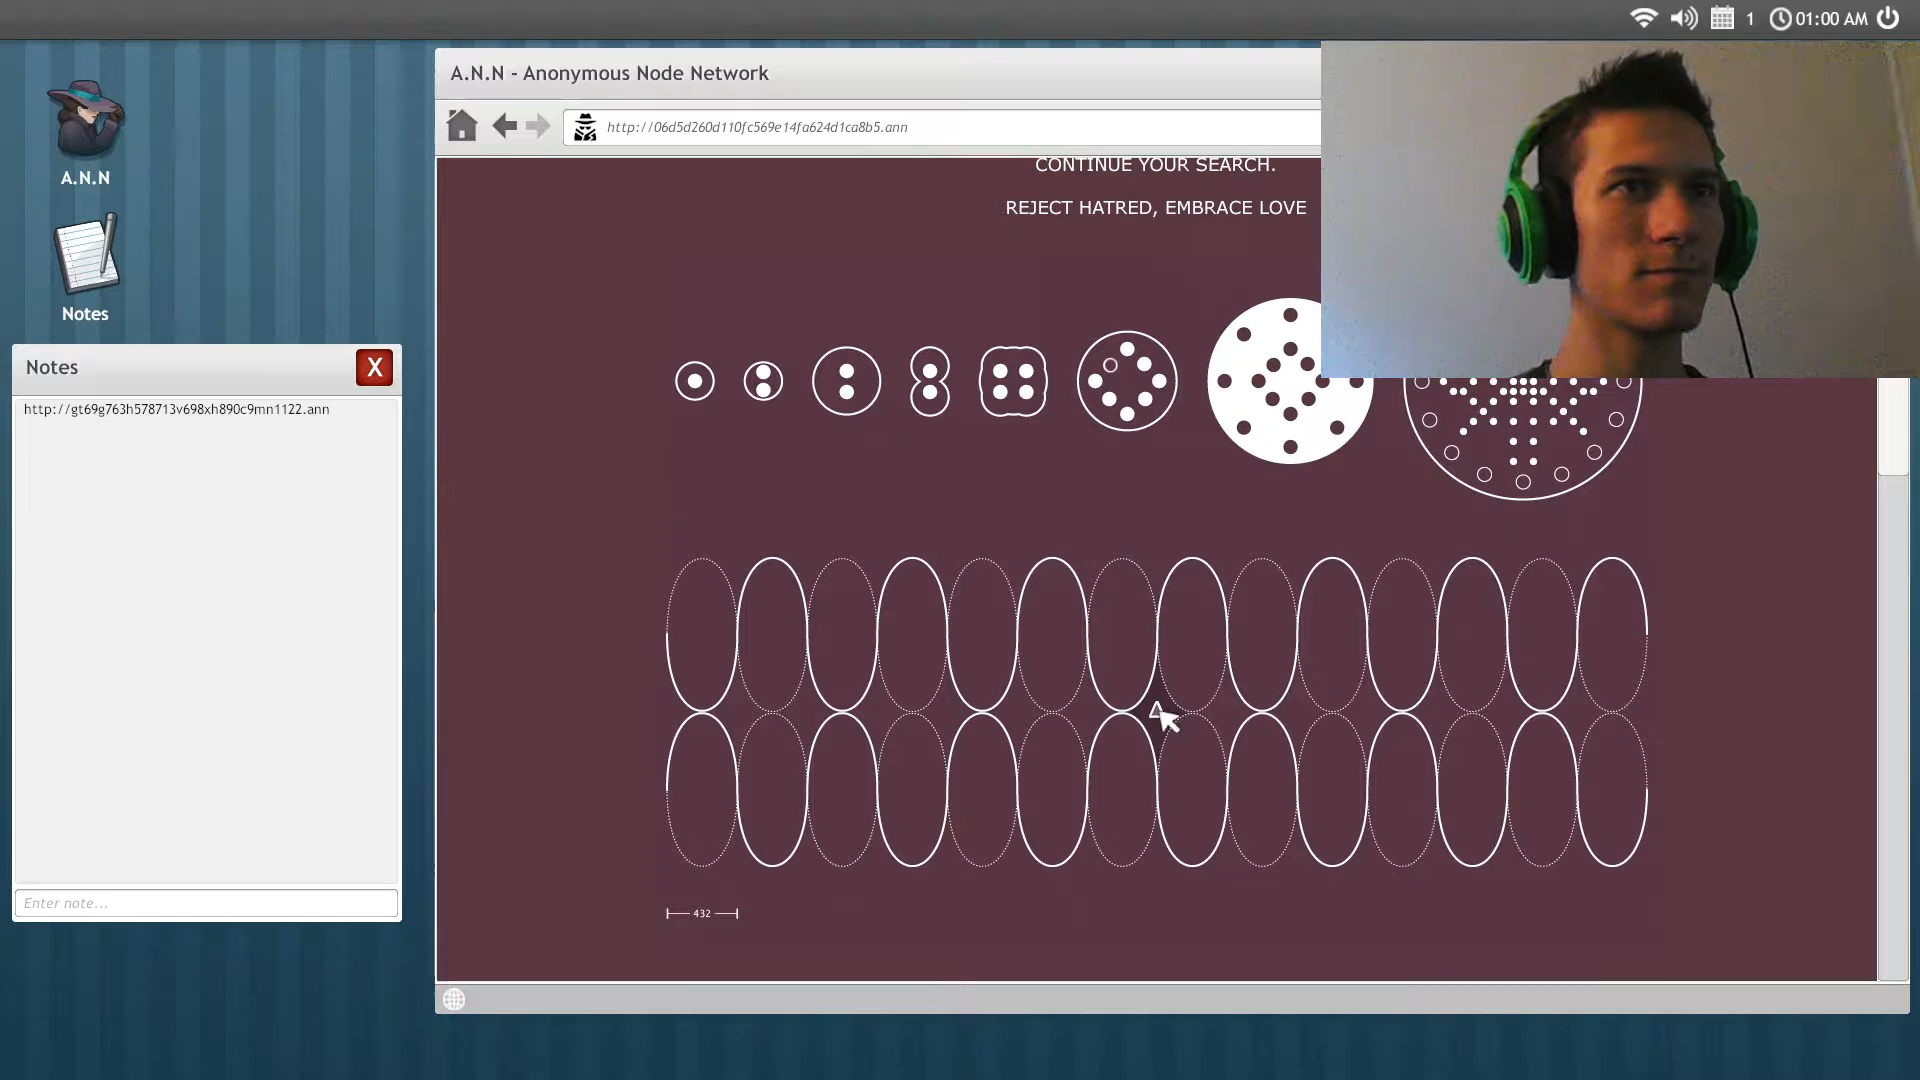 1
01:00 AM
A.N.N - Anonymous Node Network
http://06d5d260d110fc569e14fa624d1ca8b5.ann
A.N.N
Notes
CONTINUE YOUR SEARCH.
REJECT HATRED, EMBRACE LOVE
Notes
X
http://gt69g763h578713v698xh890c9mn1122.ann
Enter note...
432